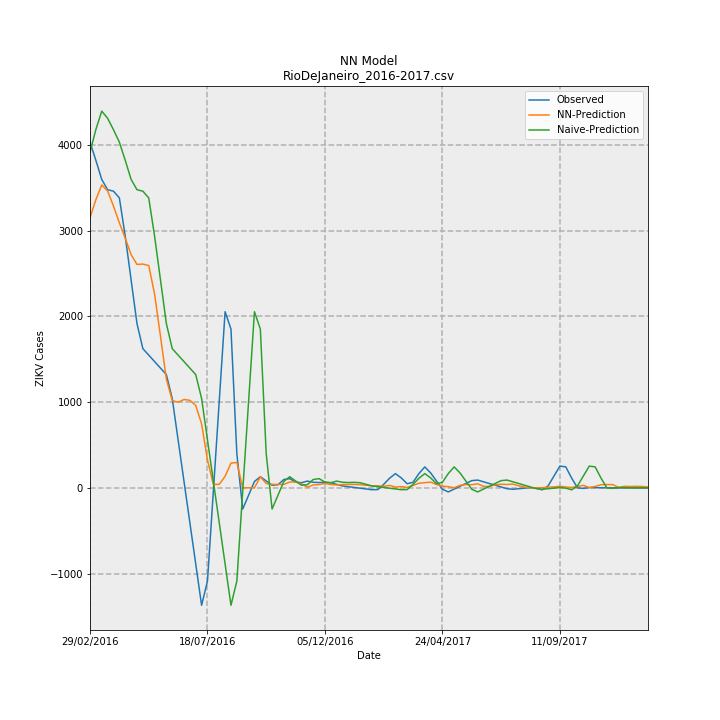 NN Model
RioDeJaneiro_2016-2017.csv
Observed
NN-Prediction
Naive-Prediction
ZIKV Cases
4000
3000
2000
1000
0
−1000
29/02/2016
18/07/2016
05/12/2016
24/04/2017
11/09/2017
Date